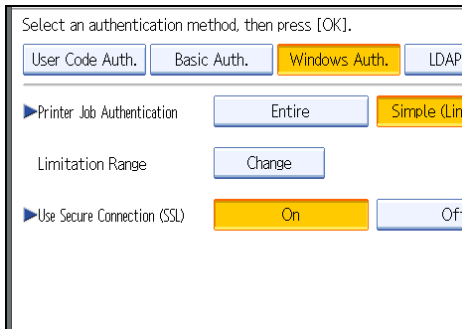 Select an authentication method, then press [OK].
User Code Auth. Basic Auth. Windows Auth. LDAP
Printer Job Authentication Entire Simple (Lin
Limitation Range Change
Use Secure Connection (SSL) On Of